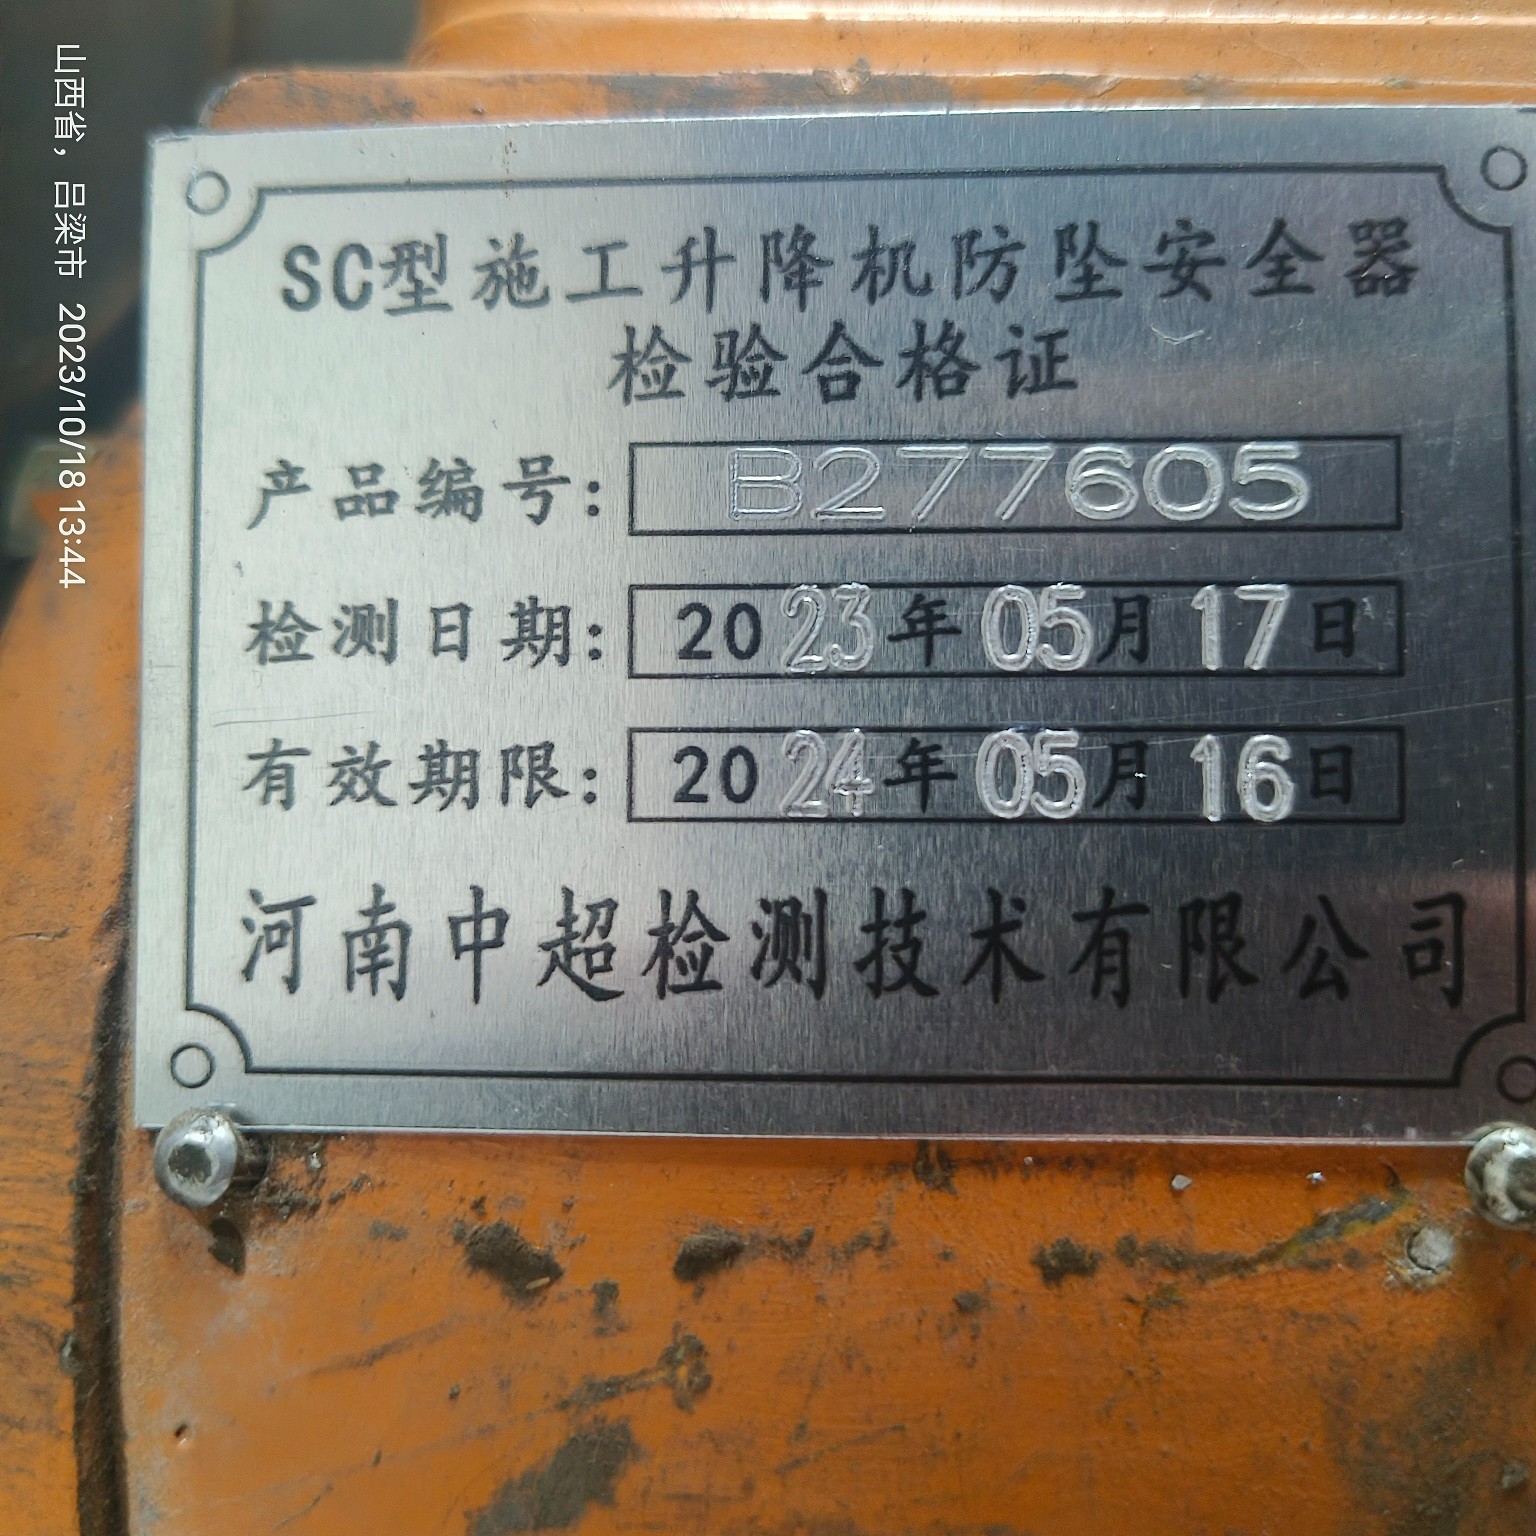 山西省，吕梁市 2023/10/18 13:44
SC型施工升降机防坠安全器
检验合格证
产品编号: B277605
检测日期: 2023年05月17日
有效期限: 2024年05月16日
河南中超检测技术有限公司